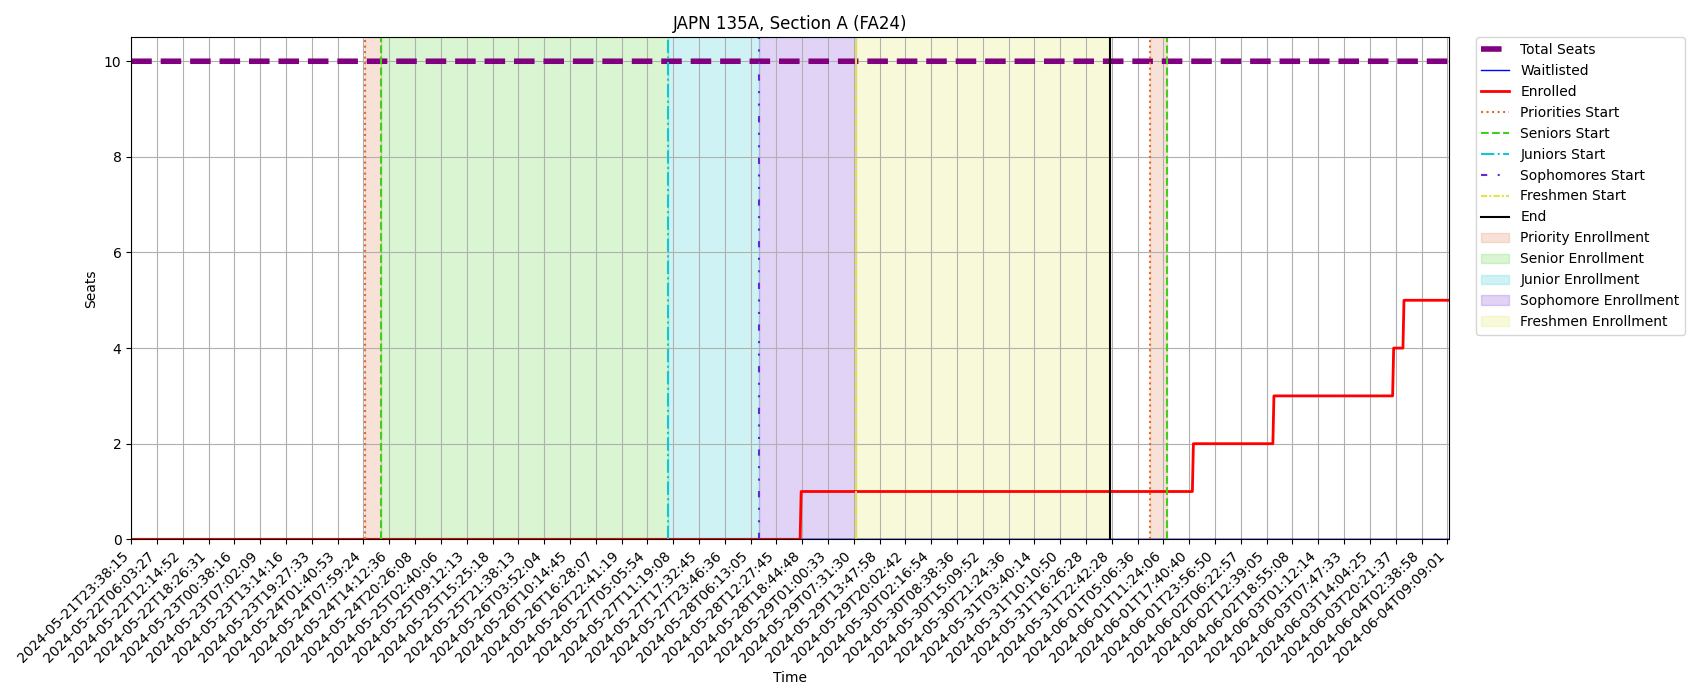 JAPN 135A, Section A (FA24)
Seats
10
8
6
4
2
0
2024-05-21T23:38:15
2024-05-22T06:03:27
2024-05-22T12:14:52
2024-05-22T18:26:31
2024-05-23T00:38:16
2024-05-23T07:02:09
2024-05-23T13:14:16
2024-05-23T19:27:33
2024-05-24T01:40:53
2024-05-24T07:59:24
2024-05-24T14:12:36
2024-05-24T20:26:08
2024-05-25T02:40:06
2024-05-25T09:12:13
2024-05-25T15:25:18
2024-05-25T21:38:13
2024-05-26T03:52:04
2024-05-26T10:14:45
2024-05-26T16:28:07
2024-05-26T22:41:19
2024-05-27T05:05:54
2024-05-27T11:19:08
2024-05-27T17:32:45
2024-05-27T23:46:36
2024-05-28T06:13:05
2024-05-28T12:27:45
2024-05-28T18:44:48
2024-05-29T01:00:33
2024-05-29T07:31:30
2024-05-29T13:47:58
2024-05-29T20:02:42
2024-05-30T02:16:54
2024-05-30T08:38:36
2024-05-30T15:09:52
2024-05-30T21:24:36
2024-05-31T03:40:14
2024-05-31T10:10:50
2024-05-31T16:26:28
2024-05-31T22:42:28
2024-06-01T05:06:36
2024-06-01T11:24:06
2024-06-01T17:40:40
2024-06-01T23:56:50
2024-06-02T06:22:57
2024-06-02T12:39:05
2024-06-02T18:55:08
2024-06-03T01:12:14
2024-06-03T07:47:33
2024-06-03T14:04:25
2024-06-03T20:21:37
2024-06-04T02:38:58
2024-06-04T09:09:01
Time
Total Seats
Waitlisted
Enrolled
Priorities Start
Seniors Start
Juniors Start
Sophomores Start
Freshmen Start
End
Priority Enrollment
Senior Enrollment
Junior Enrollment
Sophomore Enrollment
Freshmen Enrollment